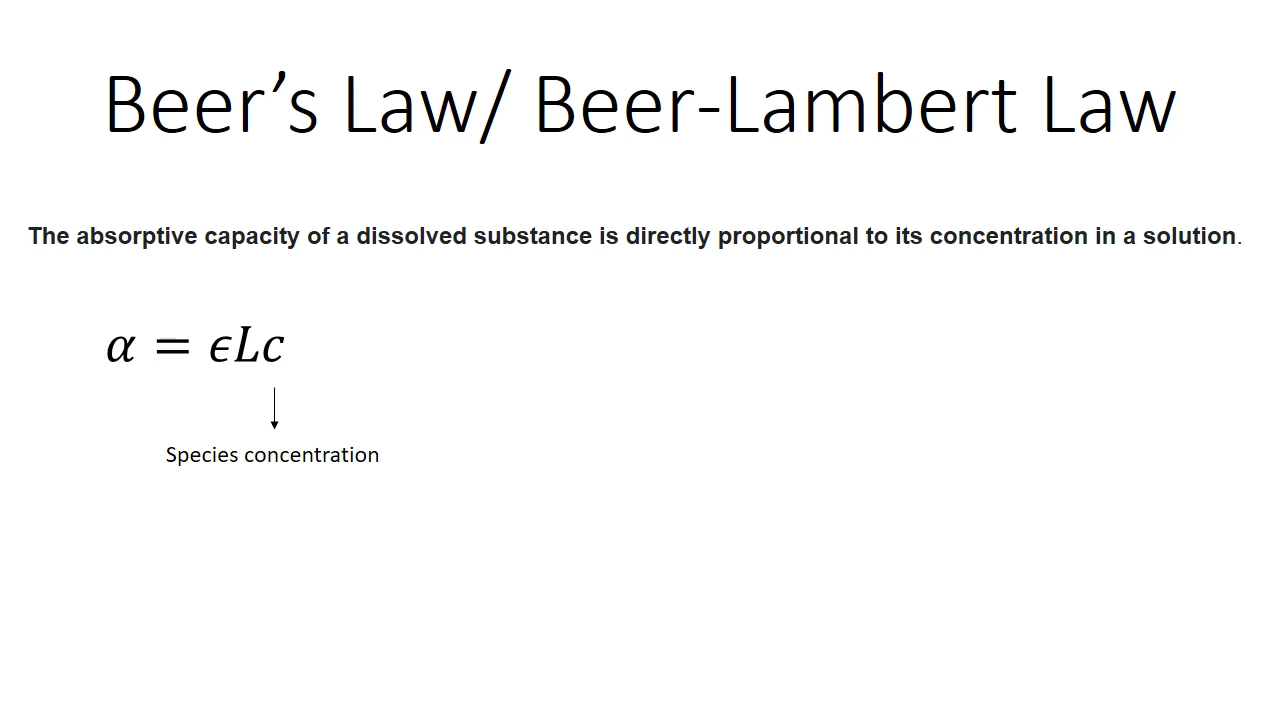 Beer’s Law/ Beer-Lambert Law
The absorptive capacity of a dissolved substance is directly proportional to its concentration in a solution.
𝛼 = 𝜖𝐿𝑐
Species concentration